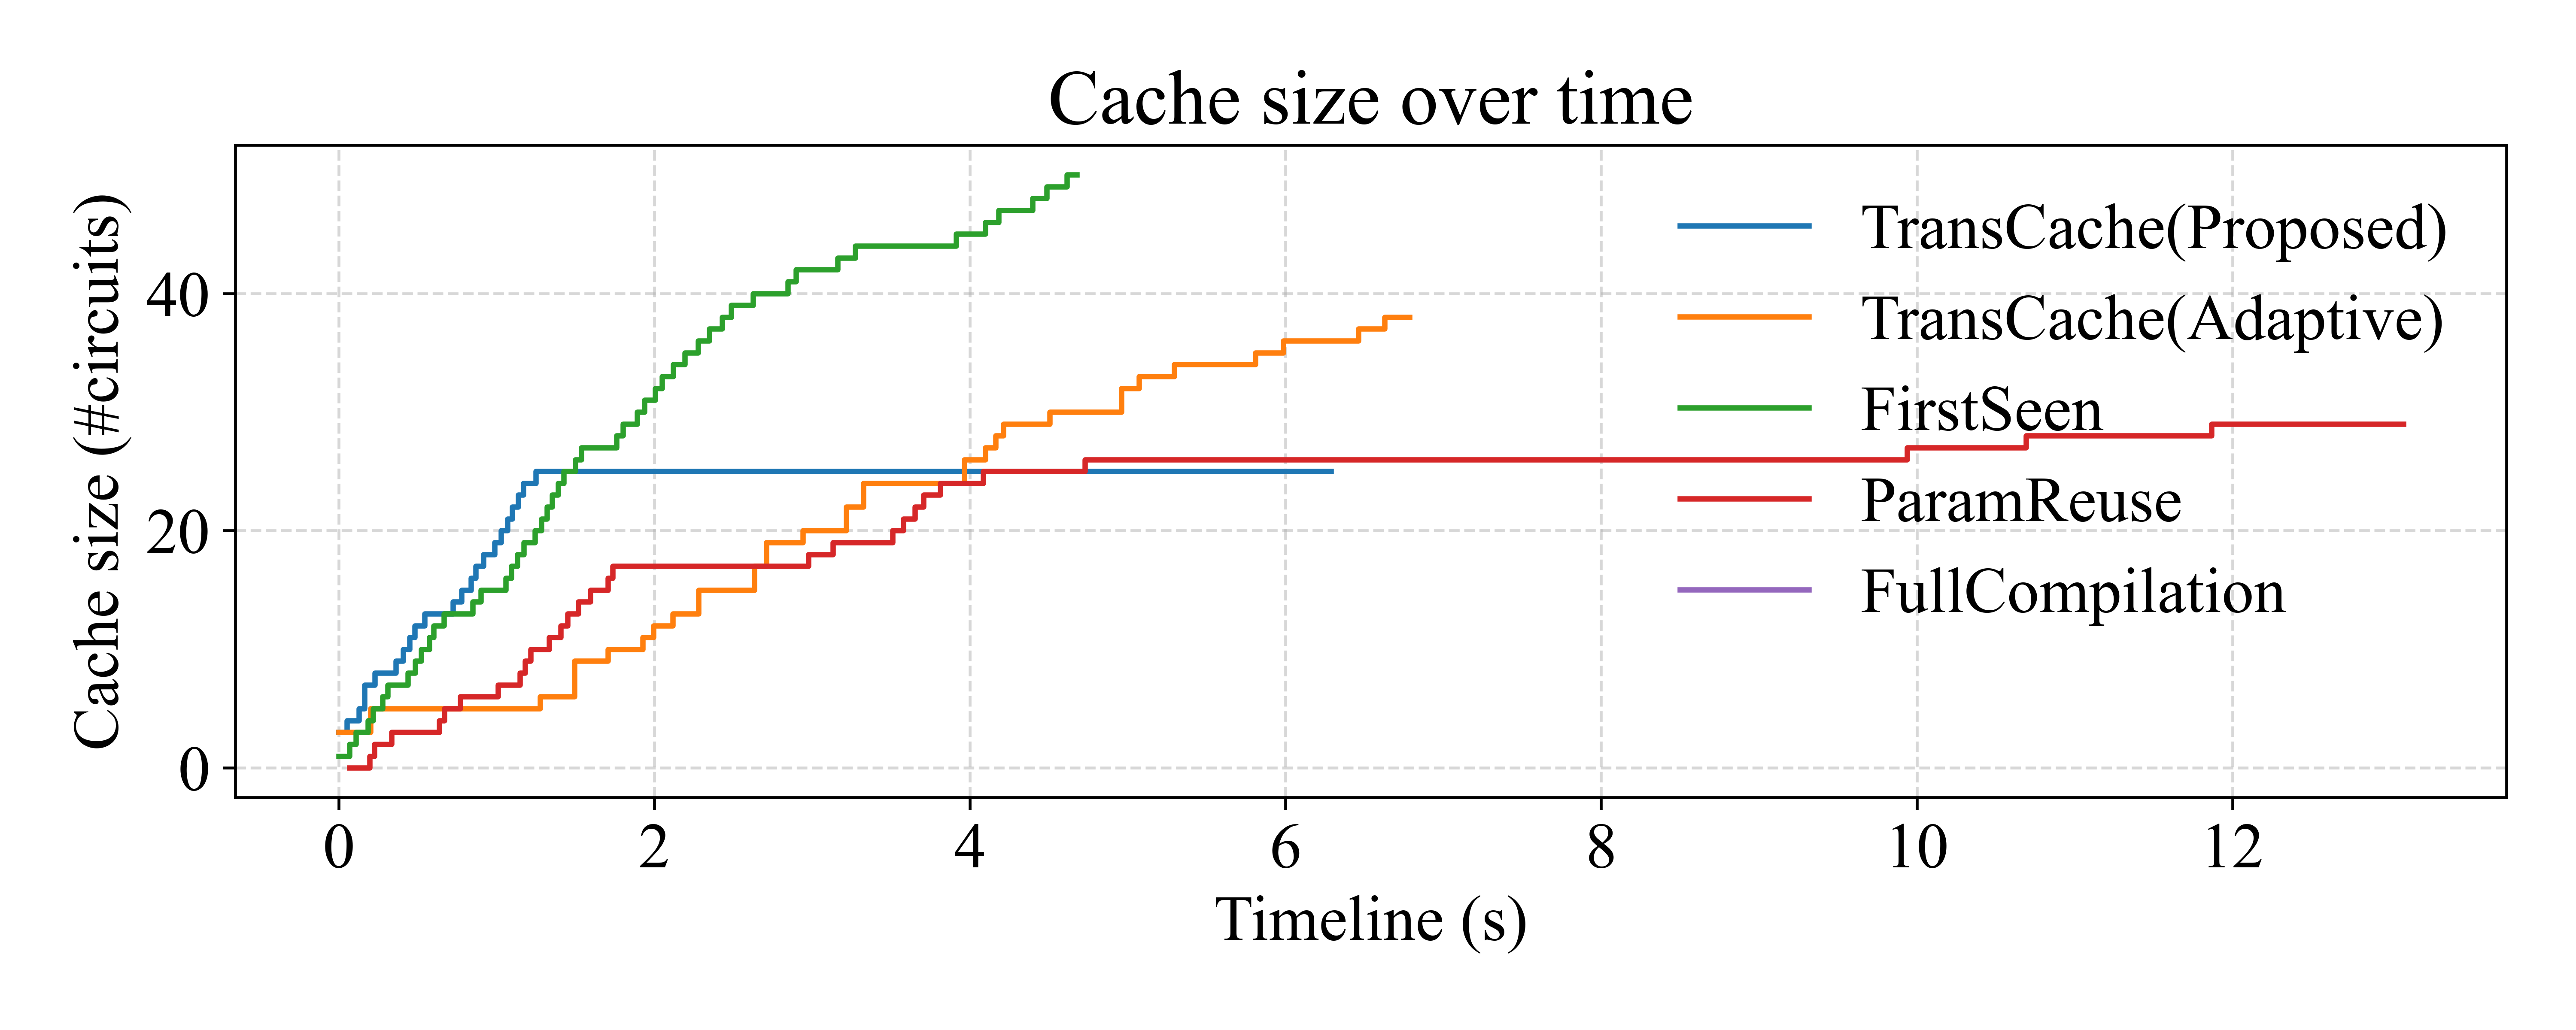 Cache size over time
Cache size (#circuits)
40
20
0
TransCache(Proposed)
TransCache(Adaptive)
FirstSeen
ParamReuse
FullCompilation
0 2 4 6 8 10 12
Timeline (s)